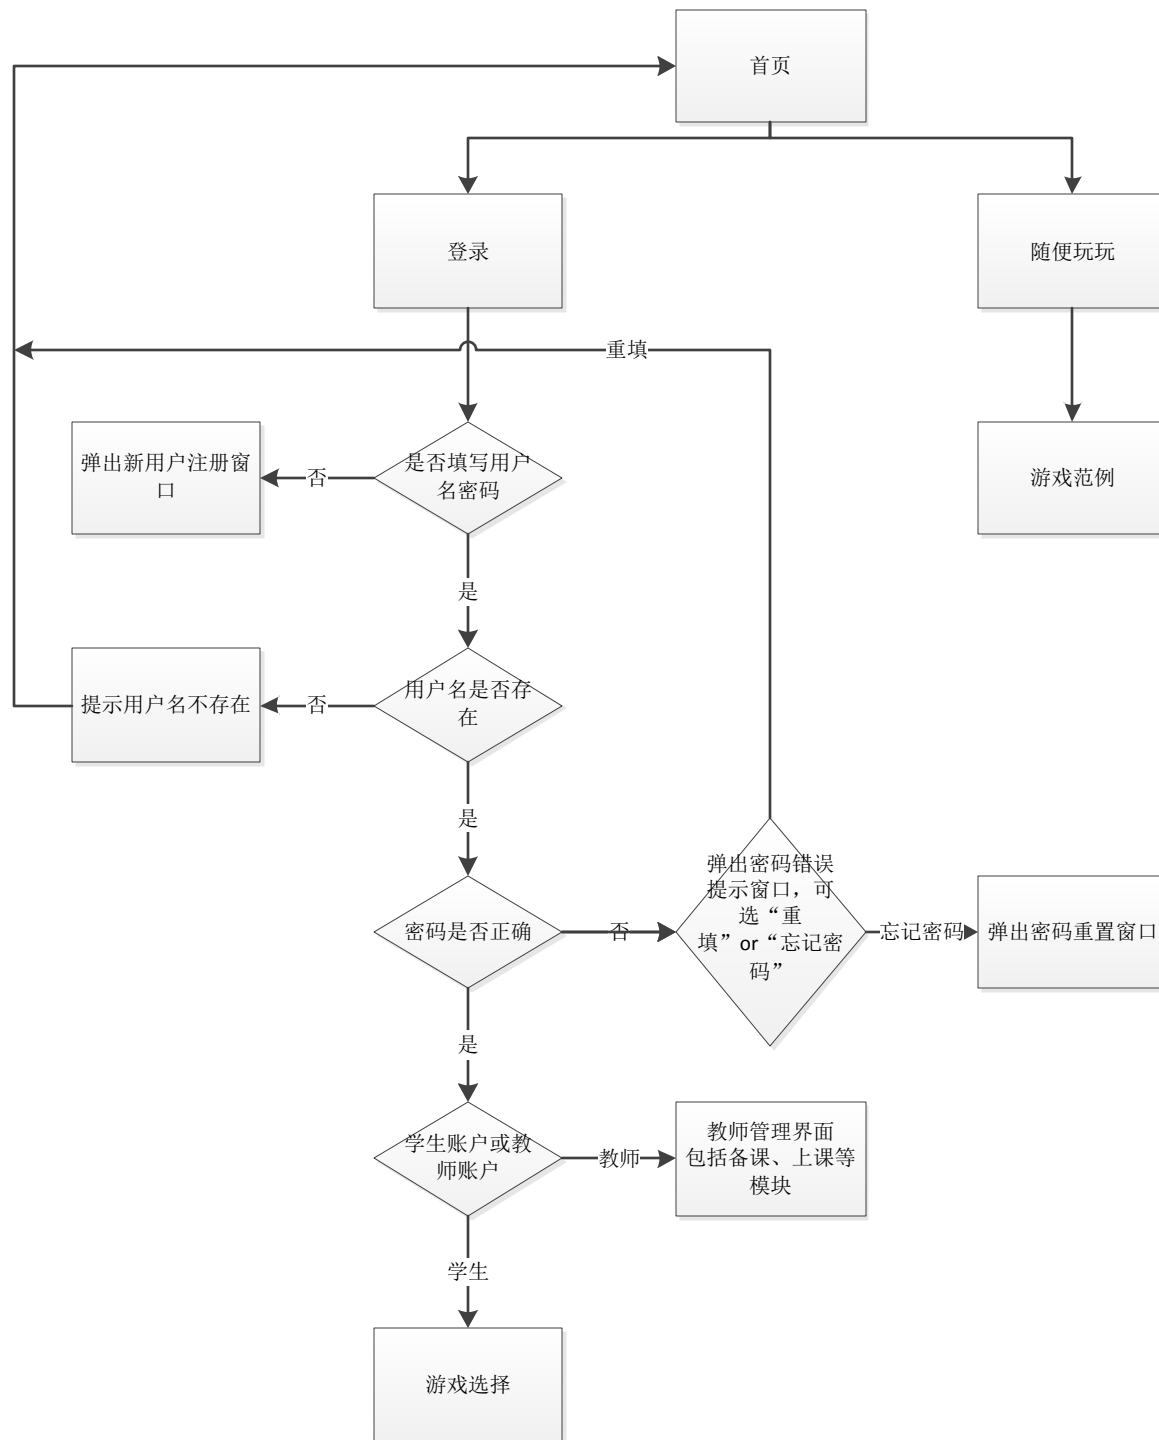 首页
登录
随便玩玩
重填
弹出新用户注册窗
口
否
是否填写用户
名密码
游戏范例
是
提示用户名不存在
否
用户名是否存
在
是
密码是否正确
否
弹出密码错误
提示窗口，可
选“重
填”or“忘记密
码”
忘记密码
弹出密码重置窗口
是
学生账户或教
师账户
教师
教师管理界面
包括备课、上课等
模块
学生
游戏选择